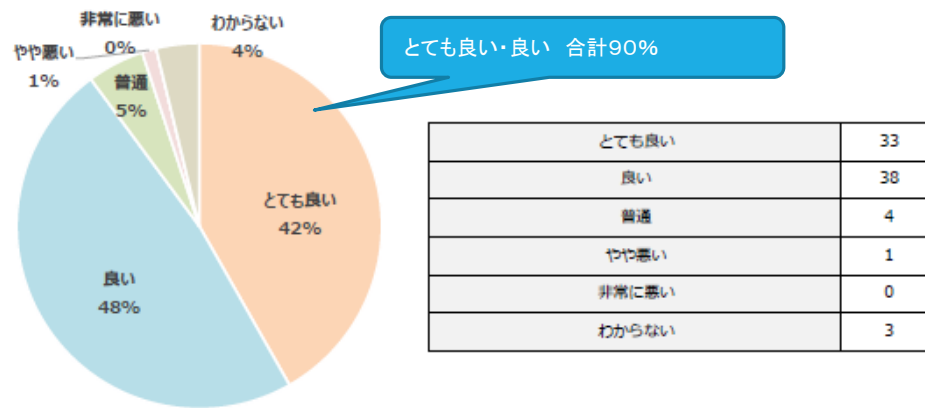 非常に悪い
0%
わからない
4%
やや悪い
1%
普通
5%
とても良い
42%
良い
48%
とても良い・良い 合計90%
とても良い 33
良い 38
普通 4
やや悪い 1
非常に悪い 0
わからない 3